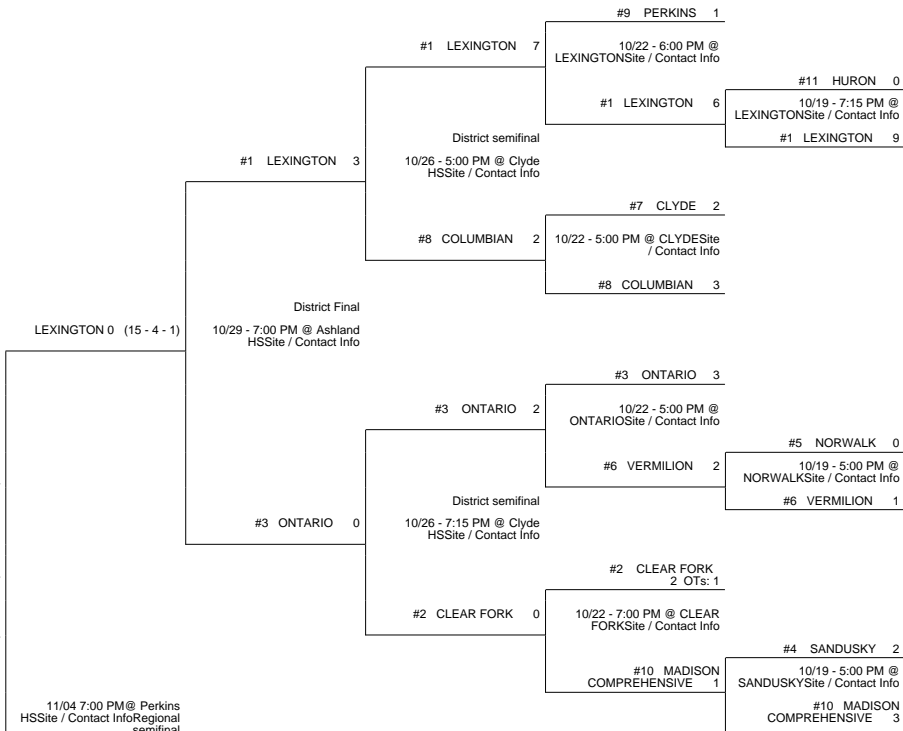 #9 PERKINS 1
#1 LEXINGTON 7
10/22 - 6:00 PM @
LEXINGTONSite / Contact Info
#11 HURON 0
#1 LEXINGTON 6
10/19 - 7:15 PM @
LEXINGTONSite / Contact Info
#1 LEXINGTON 9
District semifinal
#1 LEXINGTON 3
10/26 - 5:00 PM @ Clyde
HSSite / Contact Info
#7 CLYDE 2
#8 COLUMBIAN 2
10/22 - 5:00 PM @ CLYDESite
/ Contact Info
#8 COLUMBIAN 3
District Final
LEXINGTON 0 (15 - 4 - 1)
10/29 - 7:00 PM @ Ashland
HSSite / Contact Info
#3 ONTARIO 3
#3 ONTARIO 2
10/22 - 5:00 PM @
ONTARIOSite / Contact Info
#5 NORWALK 0
#6 VERMILION 2
10/19 - 5:00 PM @
NORWALKSite / Contact Info
#6 VERMILION 1
District semifinal
#3 ONTARIO 0
10/26 - 7:15 PM @ Clyde
HSSite / Contact Info
#2 CLEAR FORK
2 OTs: 1
#2 CLEAR FORK 0
10/22 - 7:00 PM @ CLEAR
FORKSite / Contact Info
#4 SANDUSKY 2
#10 MADISON
COMPREHENSIVE 1
10/19 - 5:00 PM @
SANDUSKYSite / Contact Info
#10 MADISON
COMPREHENSIVE 3
11/04 7:00 PM@ Perkins
HSSite / Contact InfoRegional
semifinal